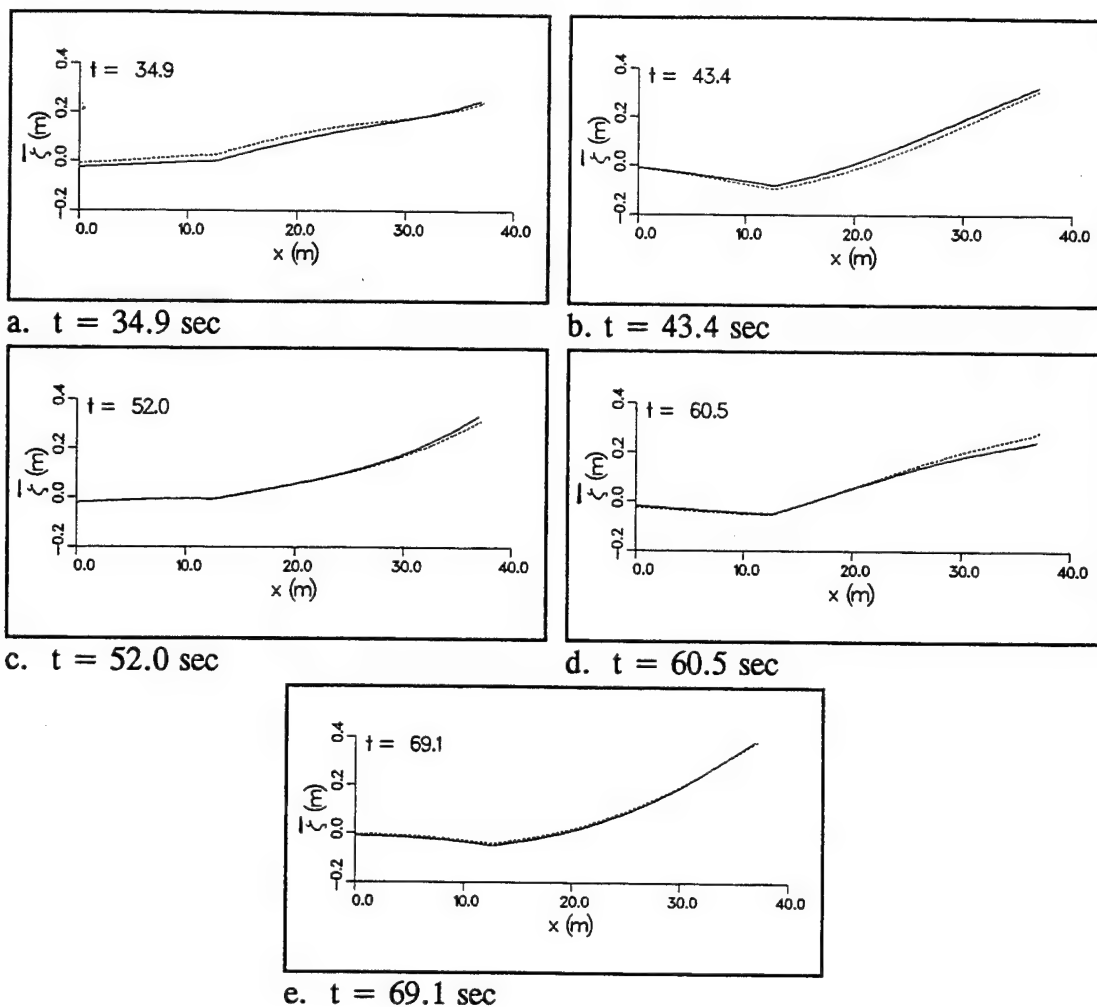 t = 34.9
0.4
0.2
0.0
−0.2
ζ (m)
0.0 10.0 20.0 30.0 40.0
x (m)
a. t = 34.9 sec
t = 43.4
0.4
0.2
0.0
−0.2
ζ (m)
0.0 10.0 20.0 30.0 40.0
x (m)
b. t = 43.4 sec
t = 52.0
0.4
0.2
0.0
−0.2
ζ (m)
0.0 10.0 20.0 30.0 40.0
x (m)
c. t = 52.0 sec
t = 60.5
0.4
0.2
0.0
−0.2
ζ (m)
0.0 10.0 20.0 30.0 40.0
x (m)
d. t = 60.5 sec
t = 69.1
0.4
0.2
0.0
−0.2
ζ (m)
0.0 10.0 20.0 30.0 40.0
x (m)
e. t = 69.1 sec